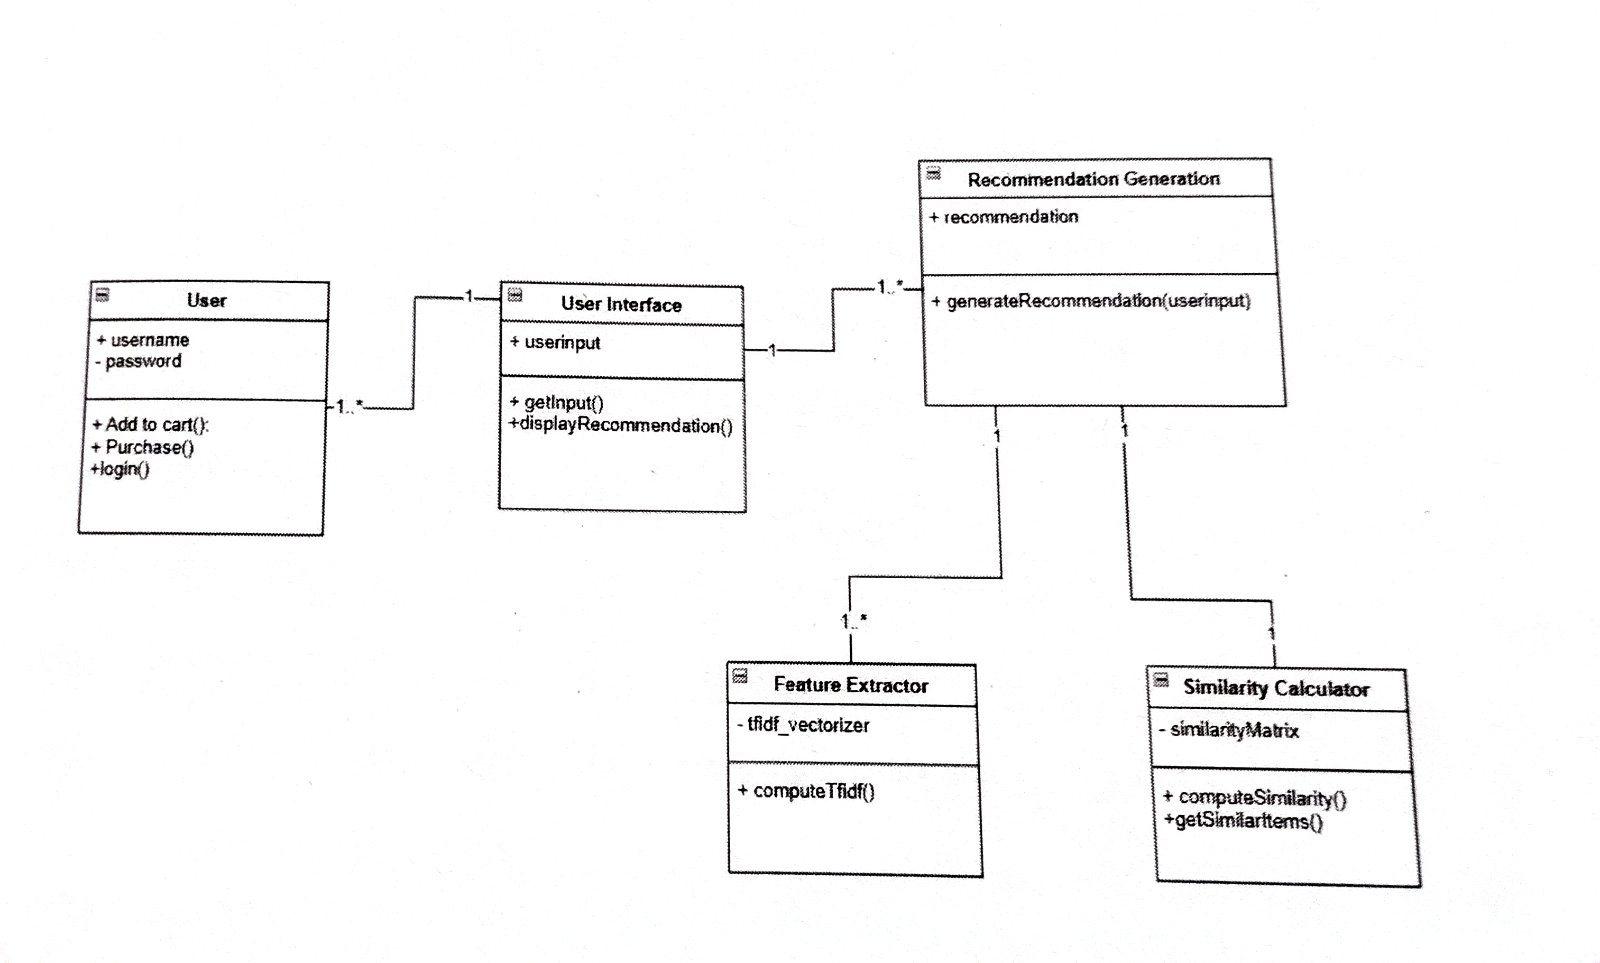 User
+ username
- password
+ Add to cart():
+ Purchase()
+login()
1..*
1
User Interface
+ userinput
+ getInput()
+displayRecommendation()
1
1..*
Recommendation Generation
+ recommendation
+ generateRecommendation(userinput)
1
1
1..*
1
Feature Extractor
- tfidf_vectorizer
+ computeTfidf()
Similarity Calculator
- similarityMatrix
+ computeSimilarity()
+getSimilarItems()